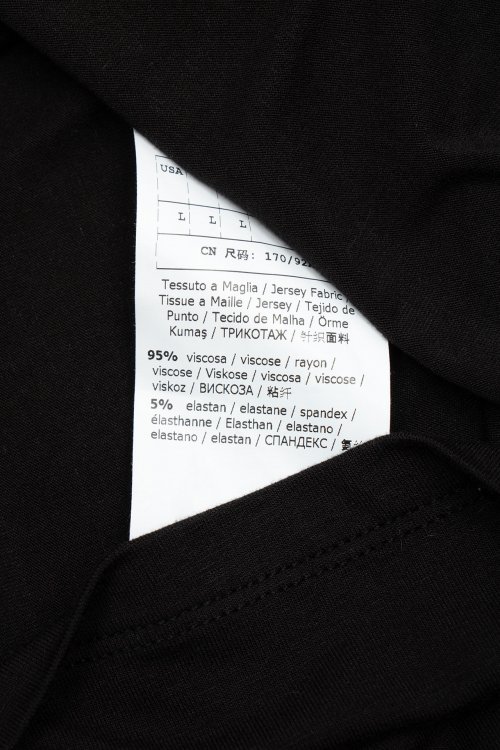 USA
L L L
CN 尺码: 170/92
Tessuto a Maglia / Jersey Fabric
Tissue a Maille / Jersey / Tejido de
Punto / Tecido de Malha / Örme
Kumaş / ТРИКОТАЖ / 针织面料
95% viscosa / viscose / rayon /
viscose / Viskose / viscosa / viscose /
viskoz / ВИСКОЗА / 粘纤
5% elastan / elastane / spandex /
élasthanne / Elasthan / elastano /
elastano / elastan / СПАНДЕКС /